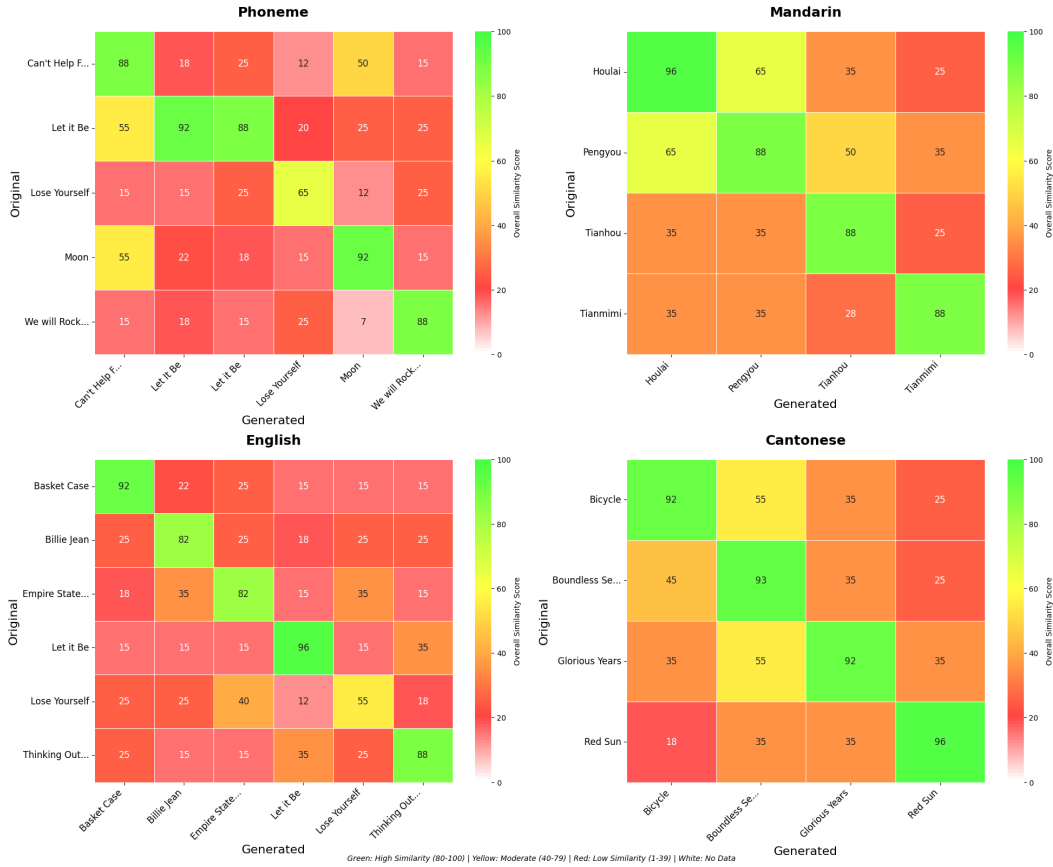 Phoneme
Can't Help F... 88 18 25 12 50 15
Let it Be 55 92 88 20 25 25
Lose Yourself 15 15 25 65 12 25
Moon 55 22 18 15 92 15
We will Rock... 15 18 15 25 7 88
Original
Can't Help F... Let It Be Let It Be Lose Yourself Moon We will Rock...
Generated
100
80
60
40
20
0
Overall Similarity Score
Mandarin
Houlai 96 65 35 25
Pengyou 65 88 50 35
Tianhou 35 35 88 25
Tianmimi 35 35 28 88
Original
Houlai Pengyou Tianhou Tianmimi
Generated
100
80
60
40
20
0
Overall Similarity Score
English
Basket Case 92 22 25 15 15 15
Billie Jean 25 82 25 18 25 25
Empire State... 18 35 82 15 35 15
Let it Be 15 15 15 96 15 35
Lose Yourself 25 25 40 12 55 18
Thinking Out... 25 15 15 35 25 88
Original
Basket Case Billie Jean Empire State... Let it Be Lose Yourself Thinking Out...
Generated
100
80
60
40
20
0
Overall Similarity Score
Cantonese
Bicycle 92 55 35 25
Boundless Se... 45 93 35 25
Glorious Years 35 55 92 35
Red Sun 18 35 35 96
Original
Bicycle Boundless Se... Glorious Years Red Sun
Generated
100
80
60
40
20
0
Overall Similarity Score
Green: High Similarity (80-100) | Yellow: Moderate (40-79) | Red: Low Similarity (1-39) | White: No Data